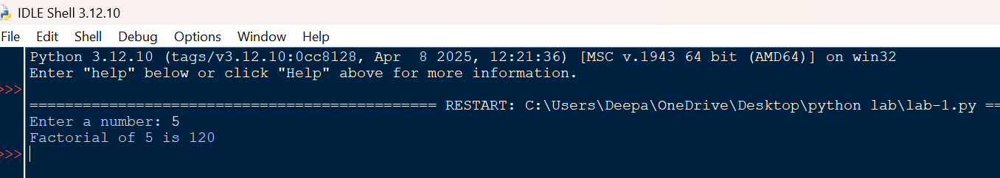 IDLE Shell 3.12.10
File Edit Shell Debug Options Window Help
Python 3.12.10 (tags/v3.12.10:0cc8128, Apr  8 2025, 12:21:36) [MSC v.1943 64 bit (AMD64)] on win32
Enter "help" below or click "Help" above for more information.
>>>
============================================== RESTART: C:\Users\Deepa\OneDrive\Desktop\python lab\lab-1.py ==
Enter a number: 5
Factorial of 5 is 120
>>>